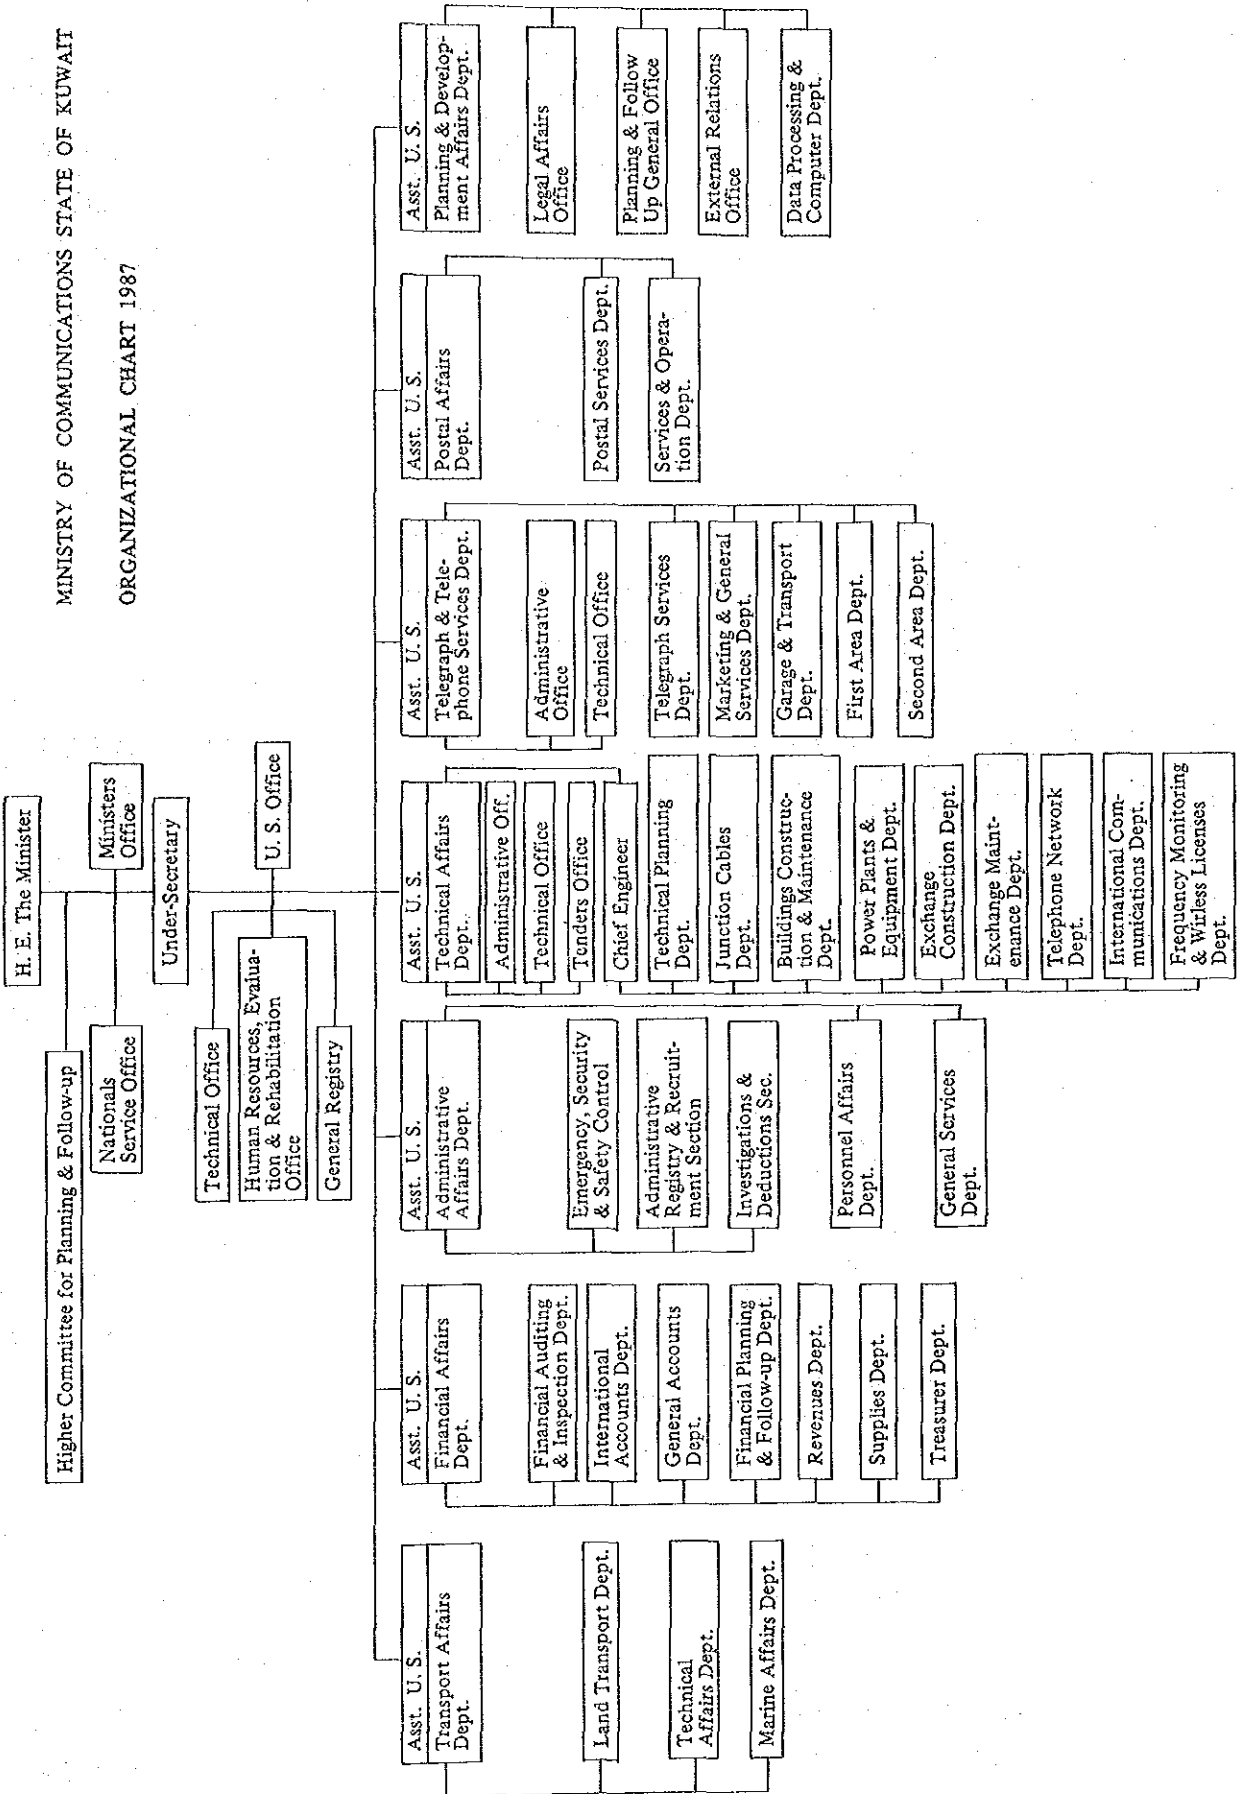 MINISTRY OF COMMUNICATIONS STATE OF KUWAIT
ORGANIZATIONAL CHART 1987
H. E. The Minister
Higher Committee for Planning & Follow-up
Nationals
Service Office
Ministers
Office
Under-Secretary
Technical Office
Human Resources, Evalua-
tion & Rehabilitation
Office
General Registry
U. S. Office
Asst. U. S.
Transport Affairs
Dept.
Land Transport Dept.
Technical
Affairs Dept.
Marine Affairs Dept.
Asst. U. S.
Financial Affairs
Dept.
Financial Auditing
& Inspection Dept.
International
Accounts Dept.
General Accounts
Dept.
Financial Planning
& Follow-up Dept.
Revenues Dept.
Supplies Dept.
Treasurer Dept.
Asst. U. S.
Administrative
Affairs Dept.
Emergency, Security
& Safety Control
Administrative
Registry & Recruit-
ment Section
Investigations &
Deductions Sec.
Personnel Affairs
Dept.
General Services
Dept.
Asst. U. S.
Technical Affairs
Dept.
Administrative Off.
Technical Office
Tenders Office
Chief Engineer
Technical Planning
Dept.
Junction Cables
Dept.
Buildings Construc-
tion & Maintenance
Dept.
Power Plants &
Equipment Dept.
Exchange
Construction Dept.
Exchange Maint-
enance Dept.
Telephone Network
Dept.
International Com-
munications Dept.
Frequency Monitoring
& Wirless Licenses
Dept.
Asst. U. S.
Telegraph & Tele-
phone Services Dept.
Administrative
Office
Technical Office
Telegraph Services
Dept.
Marketing & General
Services Dept.
Garage & Transport
Dept.
First Area Dept.
Second Area Dept.
Asst. U. S.
Postal Affairs
Dept.
Postal Services Dept.
Services & Opera-
tion Dept.
Asst. U. S.
Planning & Develop-
ment Affairs Dept.
Legal Affairs
Office
Planning & Follow
Up General Office
External Relations
Office
Data Processing &
Computer Dept.